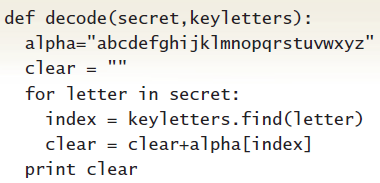 def decode(secret,keyletters):
  alpha="abcdefghijklmnopqrstuvwxyz"
  clear = ""
  for letter in secret:
    index = keyletters.find(letter)
    clear = clear+alpha[index]
  print clear